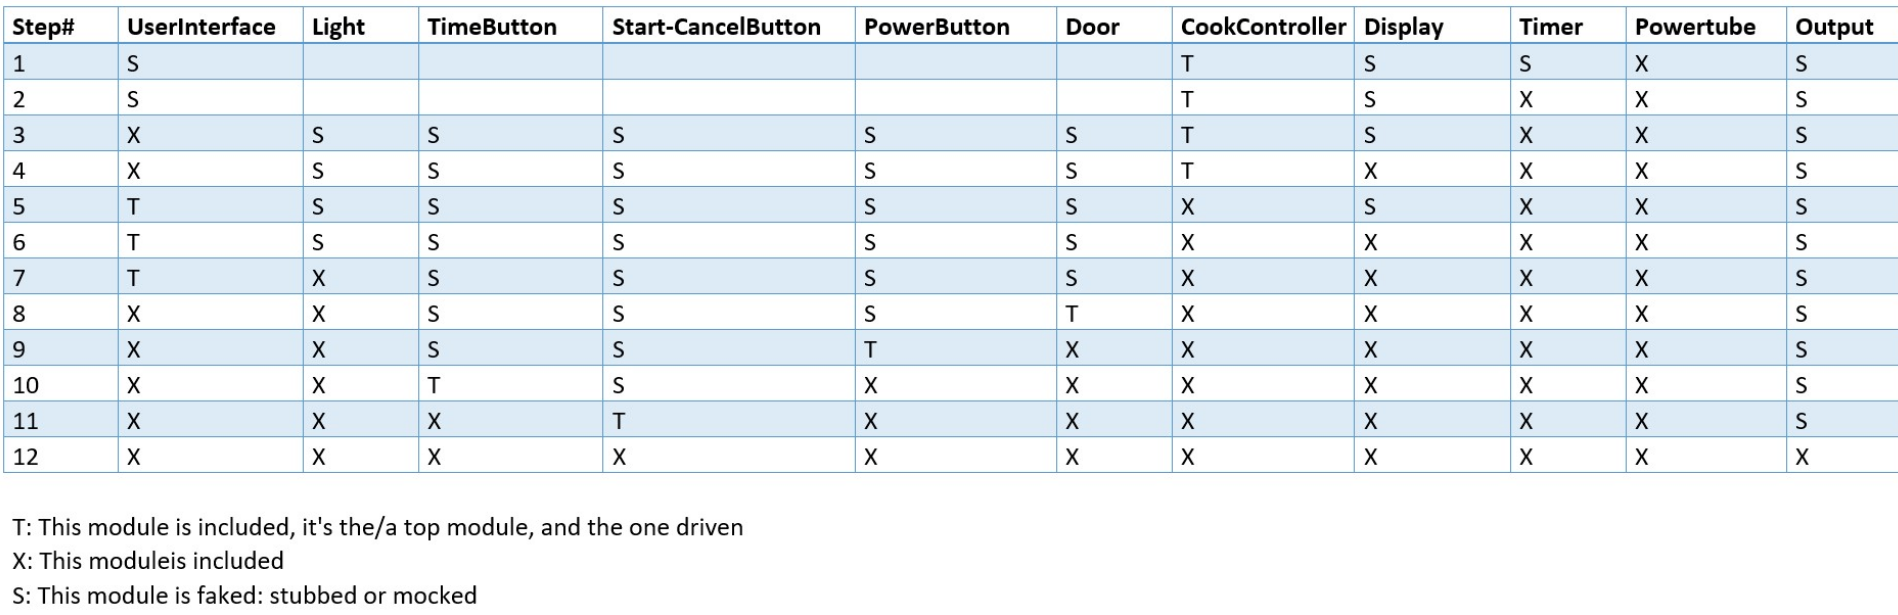 Step# UserInterface Light TimeButton Start-CancelButton PowerButton Door CookController Display Timer Powertube Output
1 S T S S X S
2 S T S X X S
3 X S S S S S T S X X S
4 X S S S S S T X X X S
5 T S S S S S X S X X S
6 T S S S S S X X X X S
7 T X S S S S X X X X S
8 X X S S S T X X X X S
9 X X S S T X X X X X S
10 X X T S X X X X X X S
11 X X X T X X X X X X S
12 X X X X X X X X X X X
T: This module is included, it's the/a top module, and the one driven
X: This moduleis included
S: This module is faked: stubbed or mocked